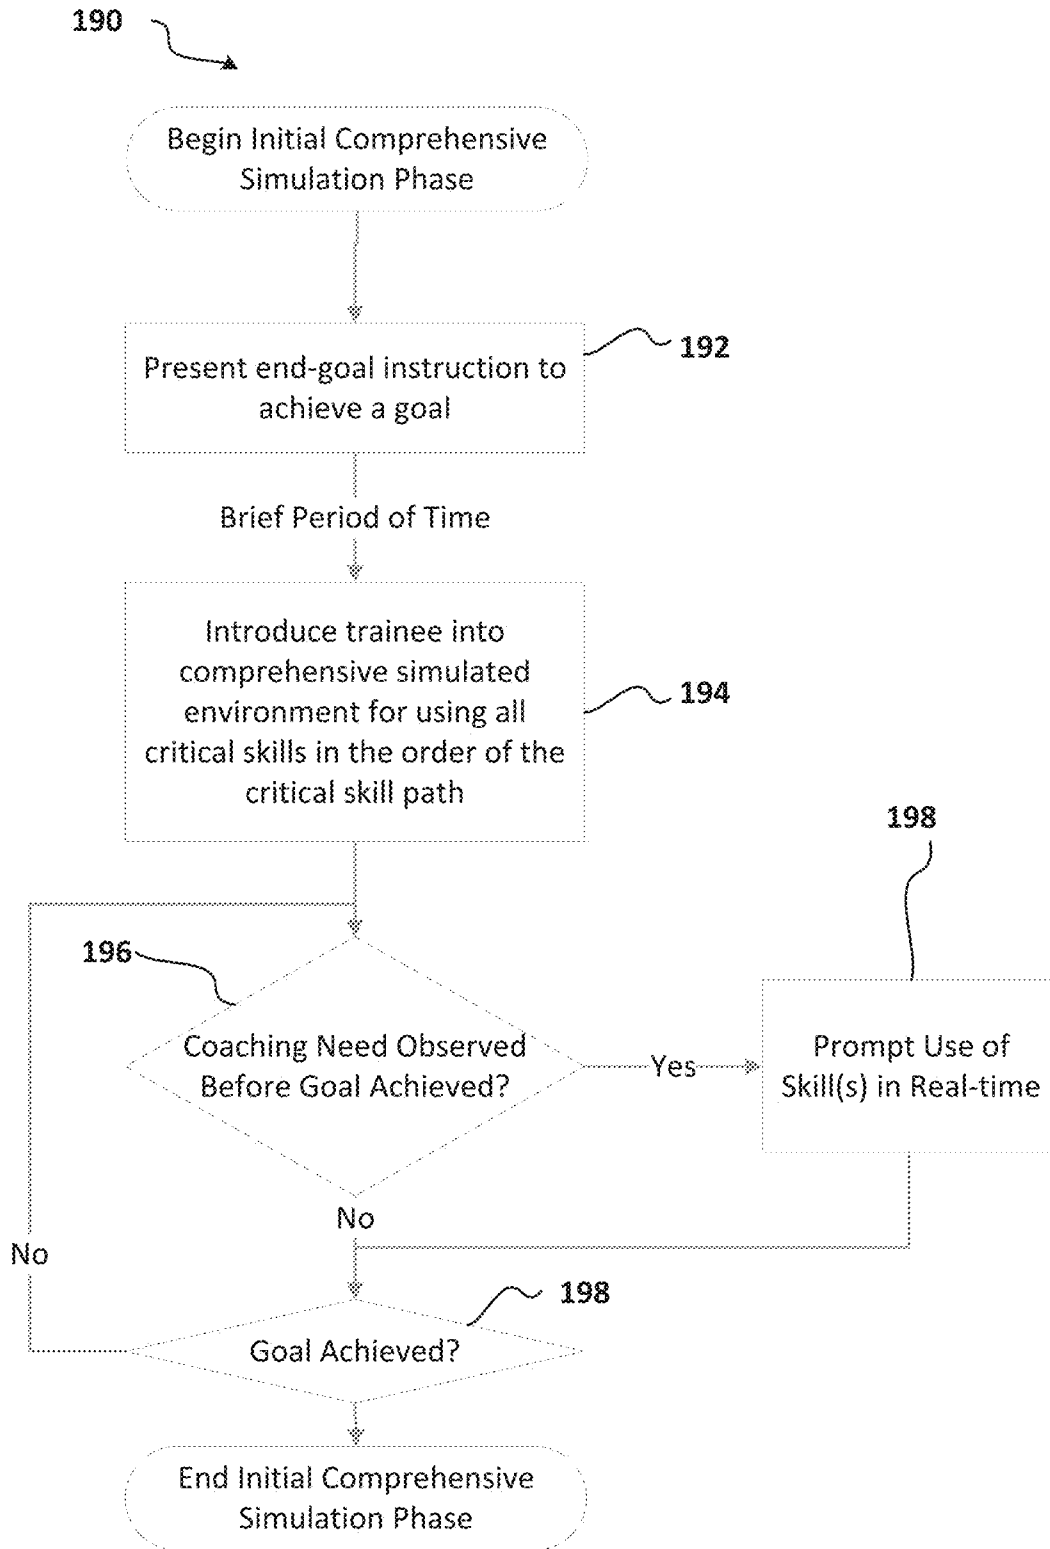 190
Begin Initial Comprehensive
Simulation Phase
192
Present end-goal instruction to
achieve a goal
Brief Period of Time
Introduce trainee into
comprehensive simulated
environment for using all
critical skills in the order of the
critical skill path
194
198
196
Coaching Need Observed
Before Goal Achieved?
Yes
Prompt Use of
Skill(s) in Real-time
No
No
198
Goal Achieved?
End Initial Comprehensive
Simulation Phase